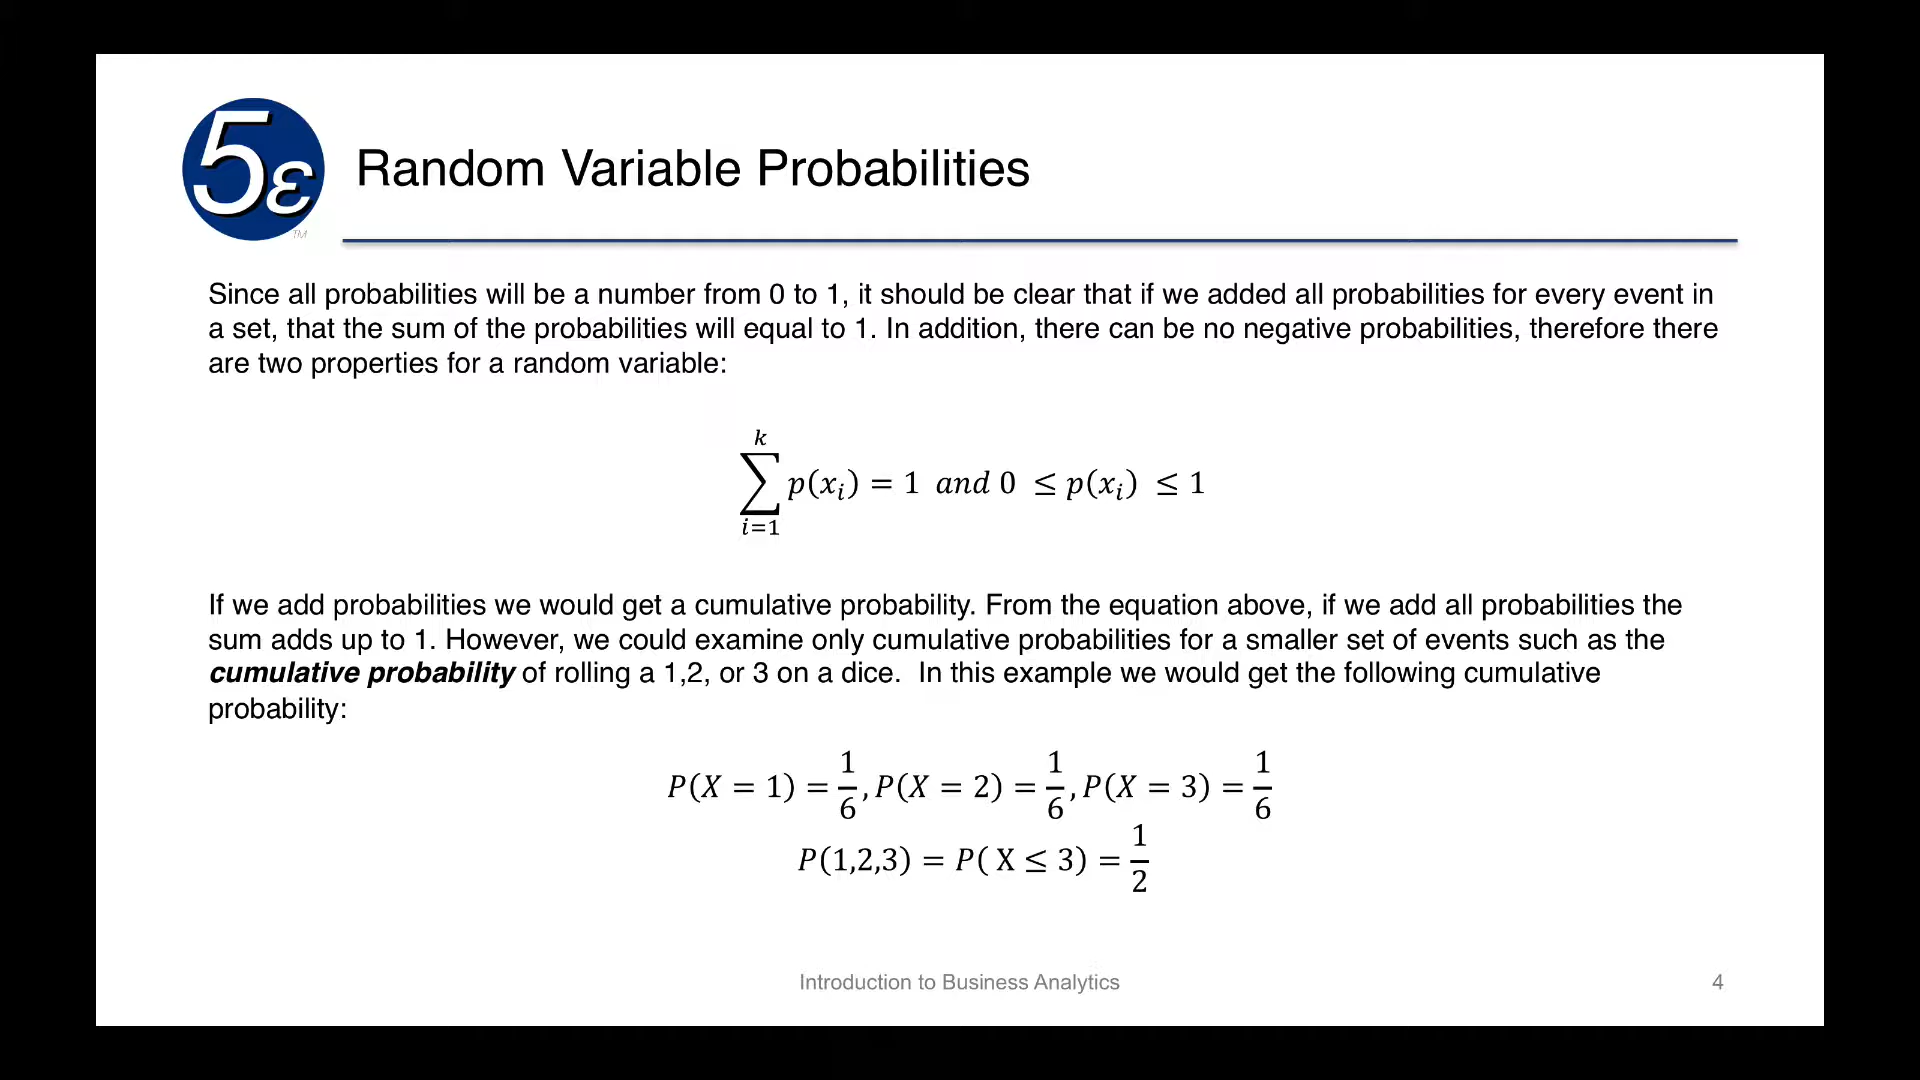 5ε
TM
Random Variable Probabilities
Since all probabilities will be a number from 0 to 1, it should be clear that if we added all probabilities for every event in
a set, that the sum of the probabilities will equal to 1. In addition, there can be no negative probabilities, therefore there
are two properties for a random variable:
k
∑ p(xᵢ) = 1 and 0 ≤ p(xᵢ) ≤ 1
i=1
If we add probabilities we would get a cumulative probability. From the equation above, if we add all probabilities the
sum adds up to 1. However, we could examine only cumulative probabilities for a smaller set of events such as the
cumulative probability of rolling a 1,2, or 3 on a dice.  In this example we would get the following cumulative
probability:
P(X = 1) = 1/6, P(X = 2) = 1/6, P(X = 3) = 1/6
P(1,2,3) = P( X ≤ 3) = 1/2
Introduction to Business Analytics
4